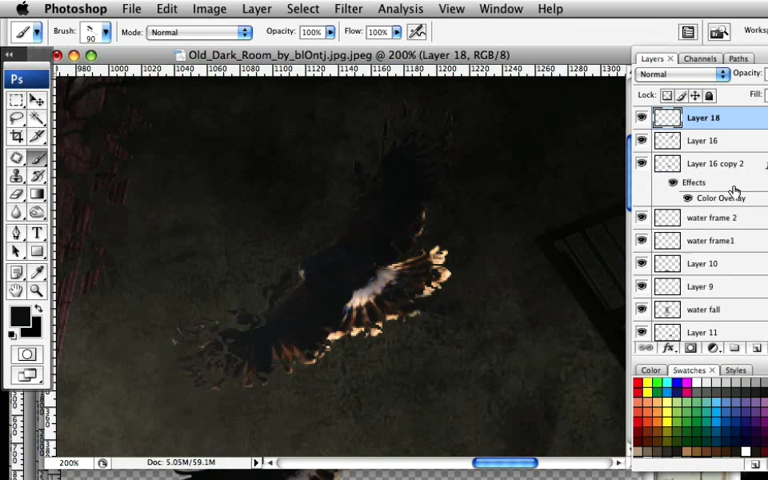 Photoshop File Edit Image Layer Select Filter Analysis View Window Help
Brush: 90 Mode: Normal Opacity: 100% Flow: 100%
Old_Dark_Room_by_blOntj.jpg.jpeg @ 200% (Layer 18, RGB/8)
980 1000 1020 1040 1060 1080 1100 1120 1140 1160 1180 1200 1220 1240 1260 1280 1300
Ps
T
Layers x Channels Paths
Normal Opacity:
Lock: Fill:
Layer 18
Layer 16
Layer 16 copy 2
Effects
Color Overlay
water frame 2
water frame1
Layer 10
Layer 9
water fall
Layer 11
fx
Color Swatches x Styles
200% Doc: 5.05M/59.1M